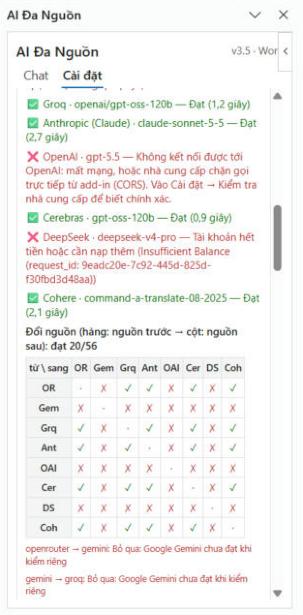 AI Đa Nguồn
AI Đa Nguồn
v3.5 · Wor
Chat Cài đặt
✅ Groq · openai/gpt-oss-120b — Đạt (1,2 giây)
✅ Anthropic (Claude) · claude-sonnet-5-5 — Đạt
(2,7 giây)
❌ OpenAI · gpt-5.5 — Không kết nối được tới
OpenAI: mất mạng, hoặc nhà cung cấp chặn gọi
trực tiếp từ add-in (CORS). Vào Cài đặt → Kiểm tra
nhà cung cấp để biết chính xác.
✅ Cerebras · gpt-oss-120b — Đạt (0,9 giây)
❌ DeepSeek · deepseek-v4-pro — Tài khoản hết
tiền hoặc cần nạp thêm (Insufficient Balance
(request_id: 9eadc20e-7c92-445d-825d-
f30fbd3d48aa))
✅ Cohere · command-a-translate-08-2025 — Đạt
(2,1 giây)
Đổi nguồn (hàng: nguồn trước → cột: nguồn
sau): đạt 20/56
từ \ sang OR Gem Grq Ant OAI Cer DS Coh
OR · ✗ ✓ ✓ ✗ ✓ ✗ ✓
Gem ✗ · ✗ ✗ ✗ ✗ ✗ ✗
Grq ✓ ✗ · ✓ ✗ ✓ ✗ ✓
Ant ✓ ✗ ✓ · ✗ ✓ ✗ ✓
OAI ✗ ✗ ✗ ✗ · ✗ ✗ ✗
Cer ✓ ✗ ✓ ✓ ✗ · ✗ ✓
DS ✗ ✗ ✗ ✗ ✗ ✗ · ✗
Coh ✓ ✗ ✓ ✓ ✗ ✓ ✗ ·
openrouter → gemini: Bỏ qua: Google Gemini chưa đạt khi
kiểm riêng
gemini → groq: Bỏ qua: Google Gemini chưa đạt khi kiểm
riêng